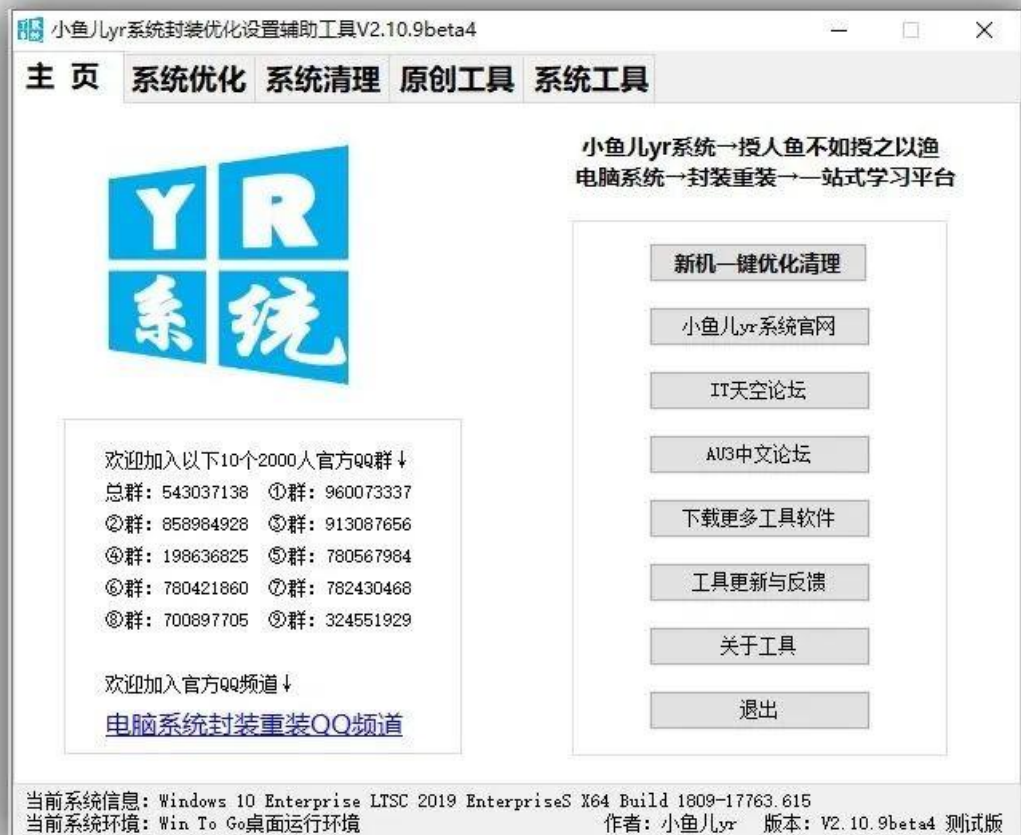 小鱼儿yr系统封装优化设置辅助工具V2.10.9beta4
主 页 系统优化 系统清理 原创工具 系统工具
YR
系统
小鱼儿yr系统→授人鱼不如授之以渔
电脑系统→封装重装→一站式学习平台
欢迎加入以下10个2000人官方QQ群↓
总群：543037138 ①群：960073337
②群：858984928 ③群：913087656
④群：198636825 ⑤群：780567984
⑥群：780421860 ⑦群：782430468
⑧群：700897705 ⑨群：324551929
欢迎加入官方QQ频道↓
电脑系统封装重装QQ频道
新机一键优化清理
小鱼儿yr系统官网
IT天空论坛
AU3中文论坛
下载更多工具软件
工具更新与反馈
关于工具
退出
当前系统信息：Windows 10 Enterprise LTSC 2019 EnterpriseS X64 Build 1809-17763.615
当前系统环境：Win To Go桌面运行环境 作者：小鱼儿yr 版本：V2.10.9beta4 测试版